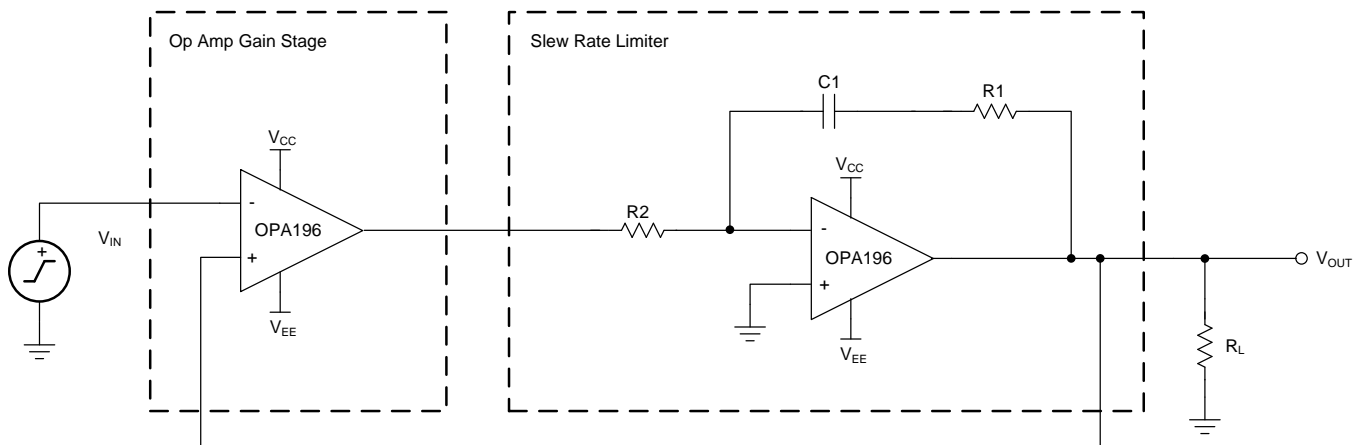 Op Amp Gain Stage
Slew Rate Limiter
C1
R1
VCC
VCC
R2
-
OPA196
+
VIN
+
-
OPA196
+
VOUT
VEE
VEE
RL